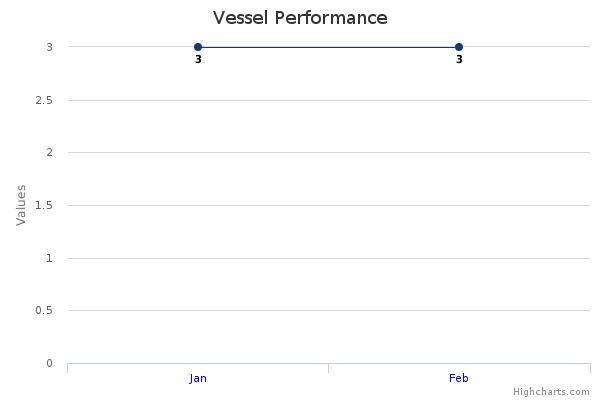 Vessel Performance
3
2.5
2
1.5
1
0.5
0
Values
3
3
Jan
Feb
Highcharts.com